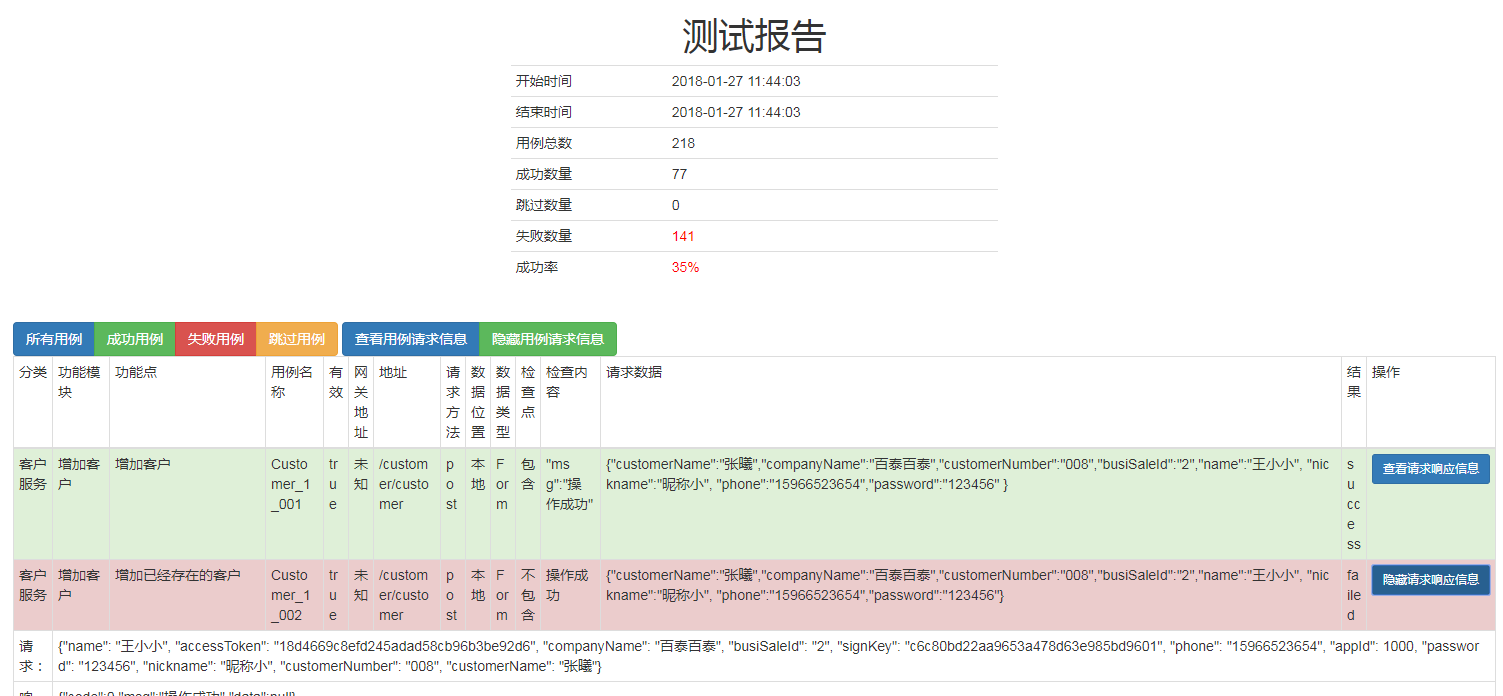 测试报告
开始时间 2018-01-27 11:44:03
结束时间 2018-01-27 11:44:03
用例总数 218
成功数量 77
跳过数量 0
失败数量 141
成功率 35%
所有用例 成功用例 失败用例 跳过用例 查看用例请求信息 隐藏用例请求信息
分类 功能模块 功能点 用例名称 有效 网关地址 地址 请求方法 数据位置 数据类型 检查点 检查内容 请求数据 结果 操作
客户服务 增加客户 增加客户 Customer_1_001 true 未知 /customer/customer post 本地 Form 包含 "msg":"操作成功" {"customerName":"张曦","companyName":"百泰百泰","customerNumber":"008","busiSaleId":"2","name":"王小小", "nickname":"昵称小", "phone":"15966523654","password":"123456" } success 查看请求响应信息
客户服务 增加客户 增加已经存在的客户 Customer_1_002 true 未知 /customer/customer post 本地 Form 不包含 操作成功 {"customerName":"张曦","companyName":"百泰百泰","customerNumber":"008","busiSaleId":"2","name":"王小小", "nickname":"昵称小", "phone":"15966523654","password":"123456"} failed 隐藏请求响应信息
请求： {"name": "王小小", "accessToken": "18d4669c8efd245adad58cb96b3be92d6", "companyName": "百泰百泰", "busiSaleId": "2", "signKey": "c6c80bd22aa9653a478d63e985bd9601", "phone": "15966523654", "appId": 1000, "password": "123456", "nickname": "昵称小", "customerNumber": "008", "customerName": "张曦"}
响 {"code":0,"msg":"操作成功","data":null}